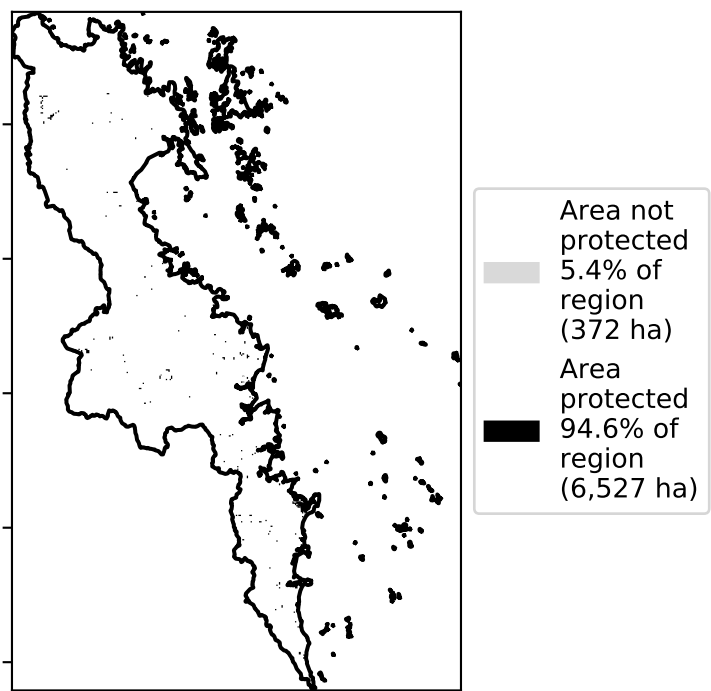 Area not
protected
5.4% of
region
(372 ha)
Area
protected
94.6% of
region
(6,527 ha)